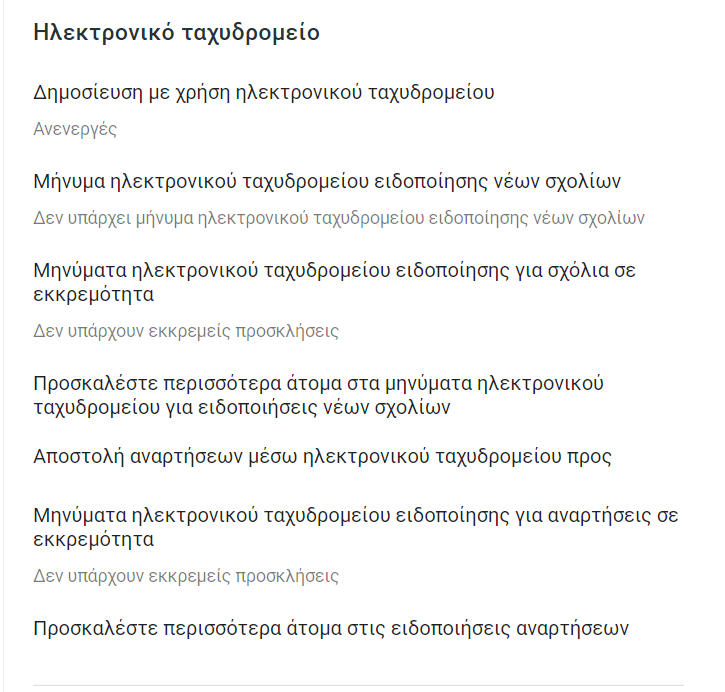 Ηλεκτρονικό ταχυδρομείο
Δημοσίευση με χρήση ηλεκτρονικού ταχυδρομείου
Ανενεργές
Μήνυμα ηλεκτρονικού ταχυδρομείου ειδοποίησης νέων σχολίων
Δεν υπάρχει μήνυμα ηλεκτρονικού ταχυδρομείου ειδοποίησης νέων σχολίων
Μηνύματα ηλεκτρονικού ταχυδρομείου ειδοποίησης για σχόλια σε
εκκρεμότητα
Δεν υπάρχουν εκκρεμείς προσκλήσεις
Προσκαλέστε περισσότερα άτομα στα μηνύματα ηλεκτρονικού
ταχυδρομείου για ειδοποιήσεις νέων σχολίων
Αποστολή αναρτήσεων μέσω ηλεκτρονικού ταχυδρομείου προς
Μηνύματα ηλεκτρονικού ταχυδρομείου ειδοποίησης για αναρτήσεις σε
εκκρεμότητα
Δεν υπάρχουν εκκρεμείς προσκλήσεις
Προσκαλέστε περισσότερα άτομα στις ειδοποιήσεις αναρτήσεων